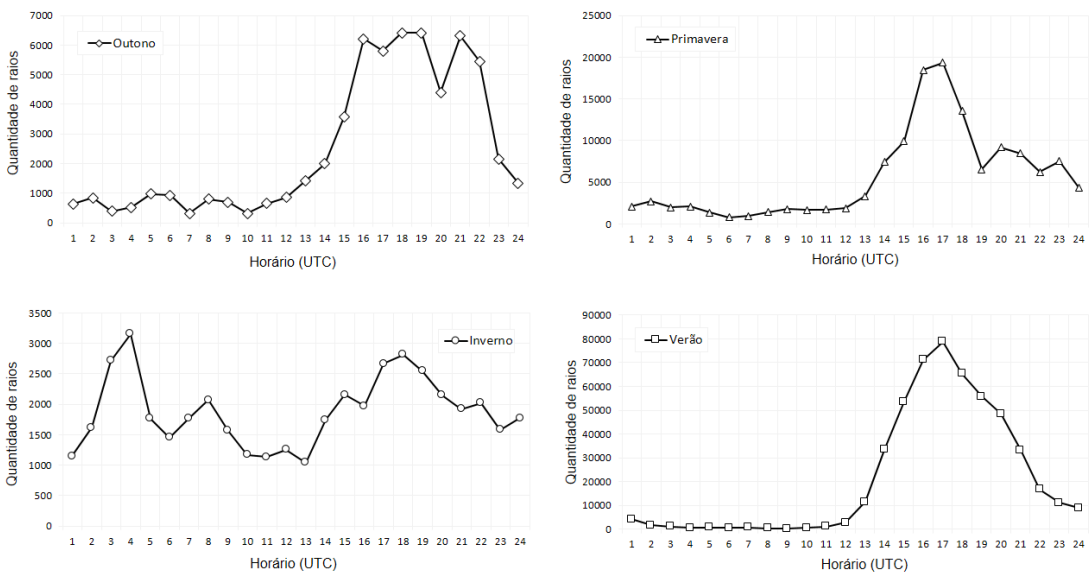 Outono
Quantidade de raios
7000
6000
5000
4000
3000
2000
1000
0
1 2 3 4 5 6 7 8 9 10 11 12 13 14 15 16 17 18 19 20 21 22 23 24
Horário (UTC)
Primavera
Quantidade de raios
25000
20000
15000
10000
5000
0
1 2 3 4 5 6 7 8 9 10 11 12 13 14 15 16 17 18 19 20 21 22 23 24
Horário (UTC)
Inverno
Quantidade de raios
3500
3000
2500
2000
1500
1000
500
0
1 2 3 4 5 6 7 8 9 10 11 12 13 14 15 16 17 18 19 20 21 22 23 24
Horário (UTC)
Verão
Quantidade de raios
90000
80000
70000
60000
50000
40000
30000
20000
10000
0
1 2 3 4 5 6 7 8 9 10 11 12 13 14 15 16 17 18 19 20 21 22 23 24
Horário (UTC)